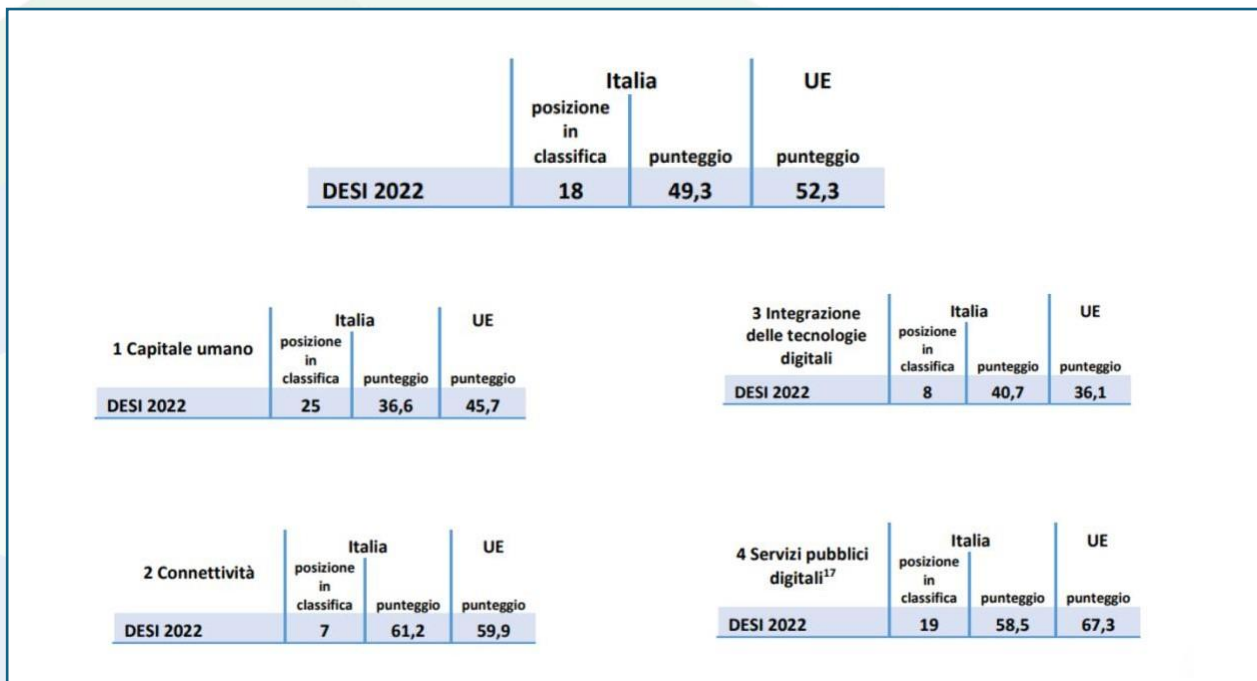 Italia UE
posizione
in
classifica punteggio punteggio
DESI 2022 18 49,3 52,3
1 Capitale umano
Italia UE
posizione
in
classifica punteggio punteggio
DESI 2022 25 36,6 45,7
3 Integrazione
delle tecnologie
digitali
Italia UE
posizione
in
classifica punteggio punteggio
DESI 2022 8 40,7 36,1
2 Connettività
Italia UE
posizione
in
classifica punteggio punteggio
DESI 2022 7 61,2 59,9
4 Servizi pubblici
digitali¹⁷
Italia UE
posizione
in
classifica punteggio punteggio
DESI 2022 19 58,5 67,3